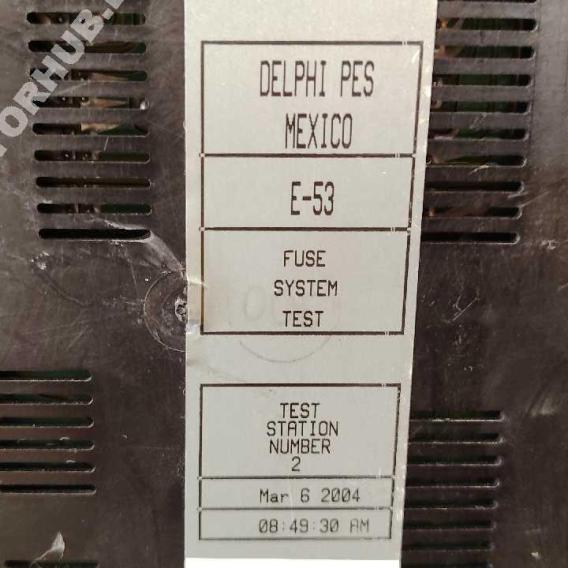 DELPHI PES
MEXICO
E-53
FUSE
SYSTEM
TEST
TEST
STATION
NUMBER
2
Mar 6 2004
08:49:30 AM